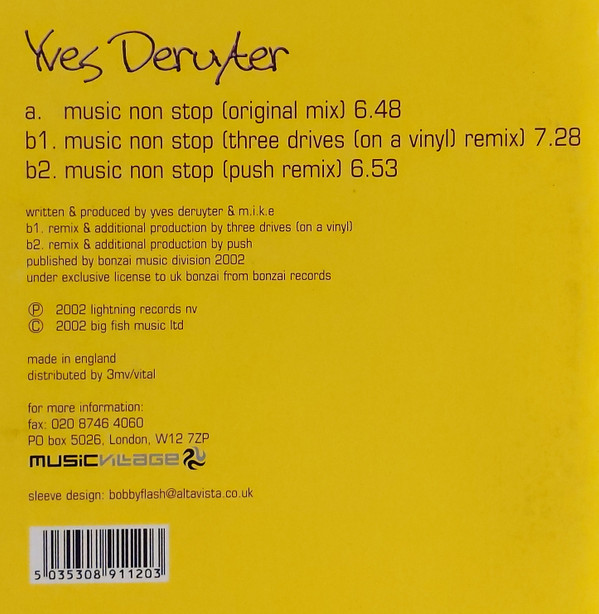 Yves Deruyter
a. music non stop (original mix) 6.48
b1. music non stop (three drives (on a vinyl) remix) 7.28
b2. music non stop (push remix) 6.53
written & produced by yves deruyter & m.i.k.e
b1. remix & additional production by three drives (on a vinyl)
b2. remix & additional production by push
published by bonzai music division 2002
under exclusive license to uk bonzai from bonzai records
Ⓟ 2002 lightning records nv
© 2002 big fish music ltd
made in england
distributed by 3mv/vital
for more information:
fax: 020 8746 4060
PO box 5026, London, W12 7ZP
MUSICVILLAGE
sleeve design: bobbyflash@altavista.co.uk
5 035308 911203